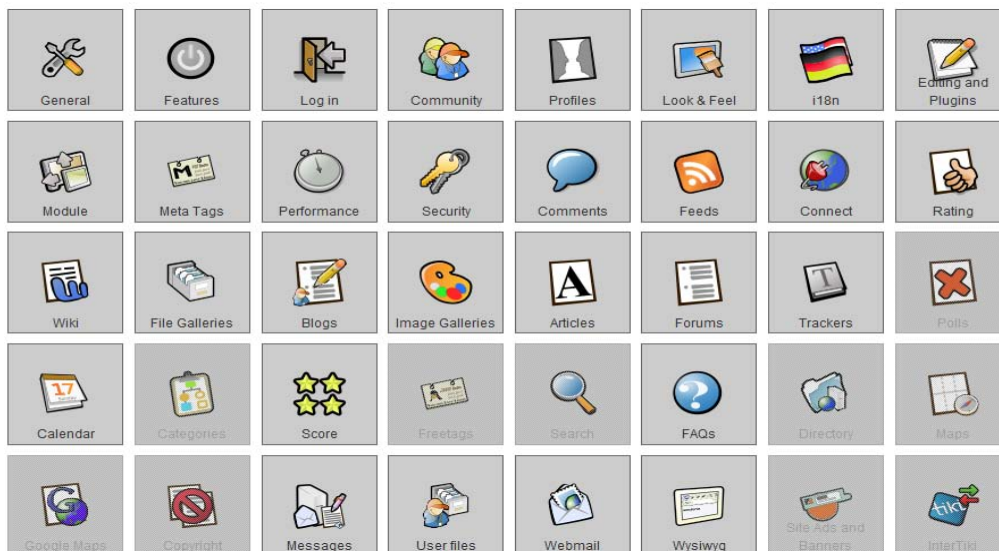 General Features Log in Community Profiles Look & Feel i18n Editing and Plugins
Module Meta Tags Performance Security Comments Feeds Connect Rating
Wiki File Galleries Blogs Image Galleries Articles Forums Trackers Polls
17
Calendar Categories Score Freetags Search FAQs Directory Maps
tiki
Google Maps Copyright Messages User files Webmail Wysiwyg Site Ads and Banners InterTiki